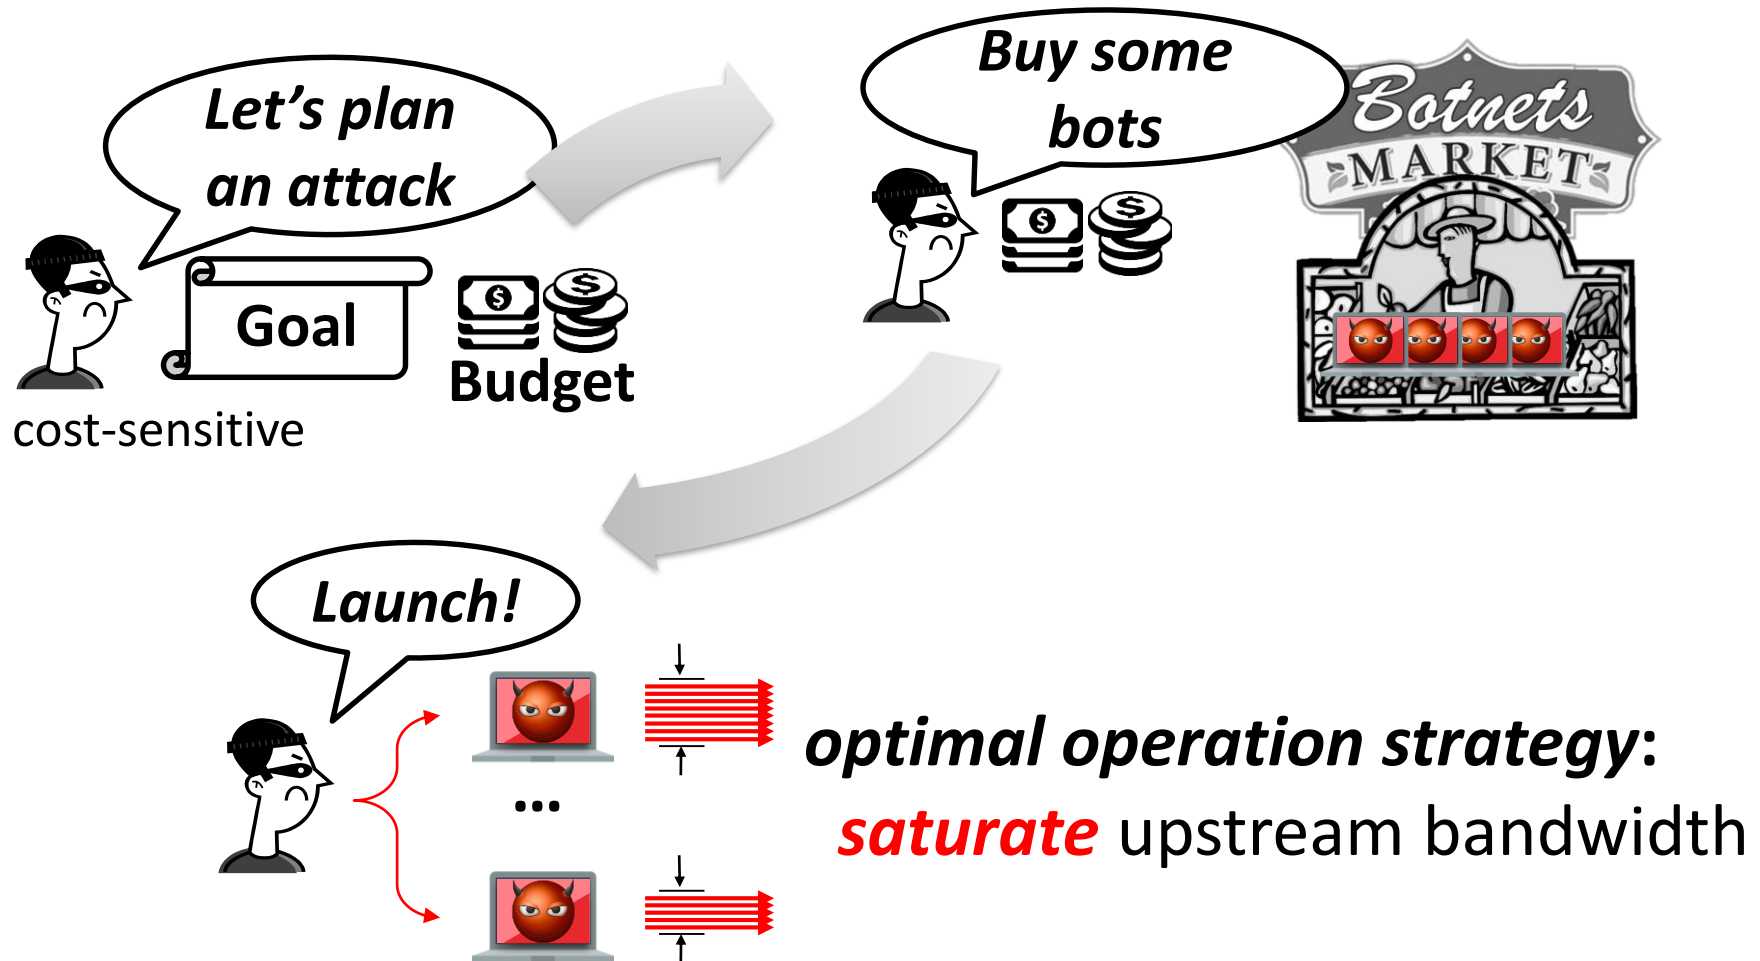 Let's plan
an attack
Goal
Budget
cost-sensitive
Buy some
bots
Botnets
MARKET
Launch!
...
optimal operation strategy:
saturate upstream bandwidth